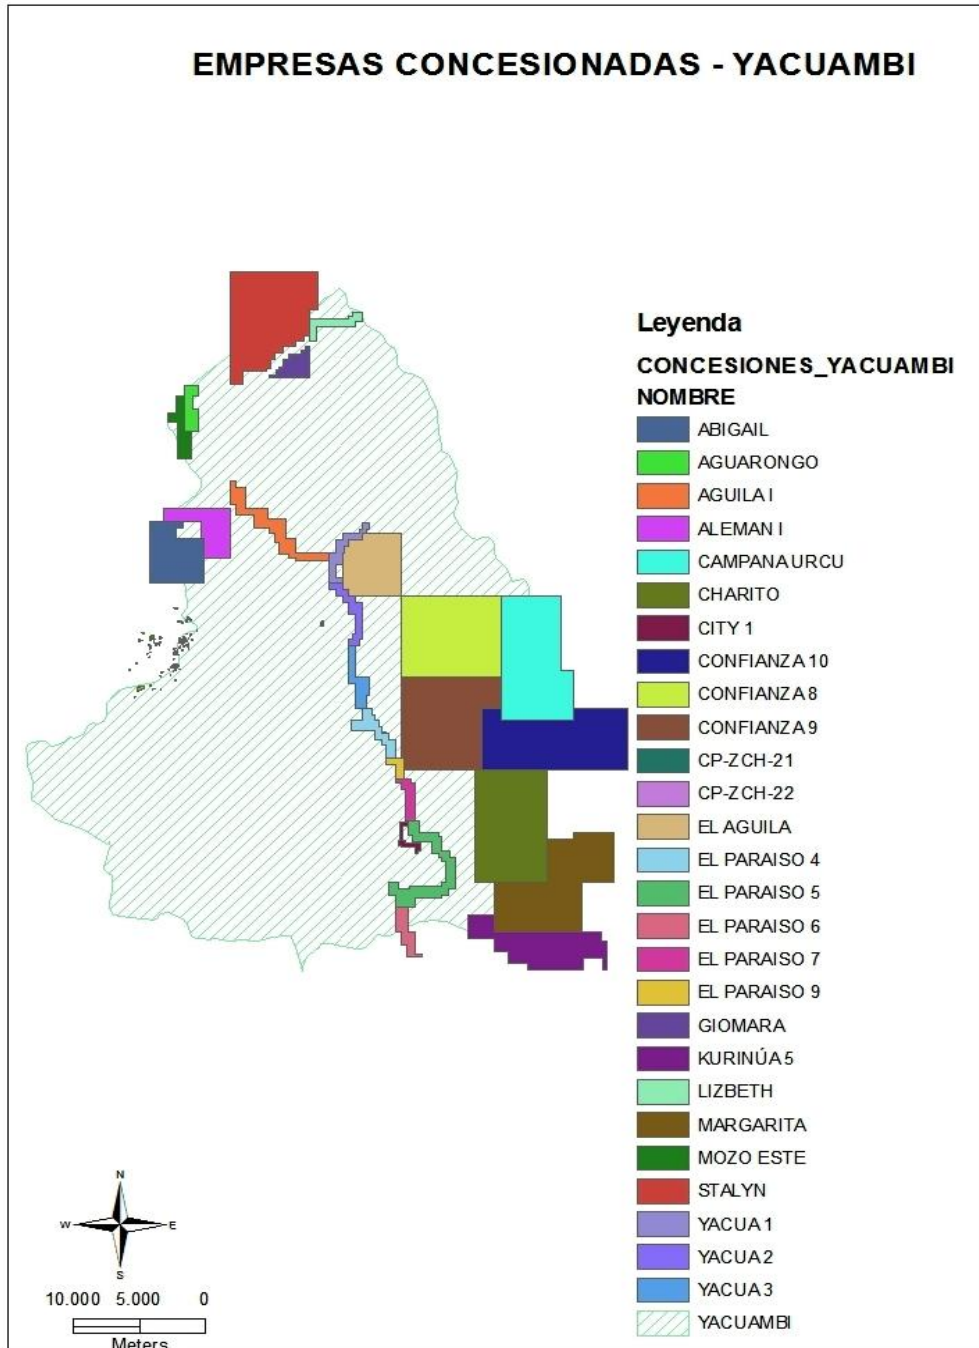 EMPRESAS CONCESIONADAS - YACUAMBI
Leyenda
CONCESIONES_YACUAMBI
NOMBRE
ABIGAIL
AGUARONGO
AGUILA I
ALEMAN I
CAMPANA URCU
CHARITO
CITY 1
CONFIANZA 10
CONFIANZA 8
CONFIANZA 9
CP-ZCH-21
CP-ZCH-22
EL AGUILA
EL PARAISO 4
EL PARAISO 5
EL PARAISO 6
EL PARAISO 7
EL PARAISO 9
GIOMARA
KURINÚA 5
LIZBETH
MARGARITA
MOZO ESTE
STALYN
YACUA 1
YACUA 2
YACUA 3
YACUAMBI
N
W E
S
10.000 5.000 0
Meters